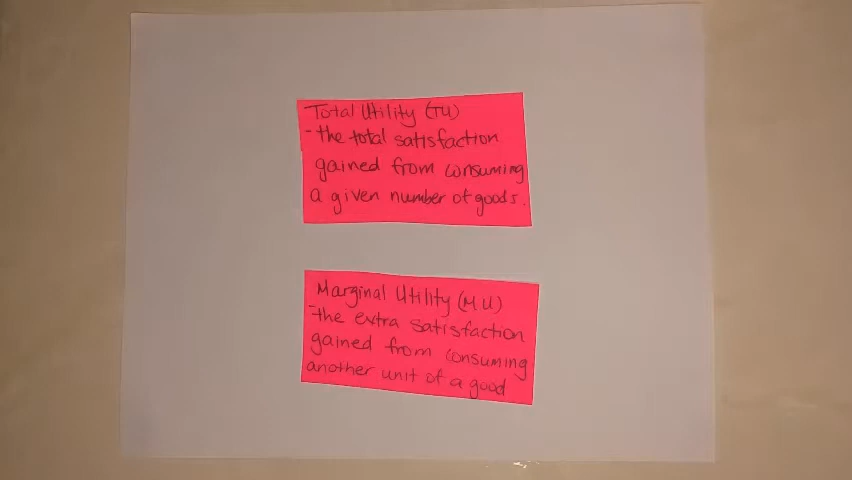 Total Utility (TU)
- the total satisfaction
gained from consuming
a given number of goods.
Marginal Utility (MU)
- the extra satisfaction
gained from consuming
another unit of a good